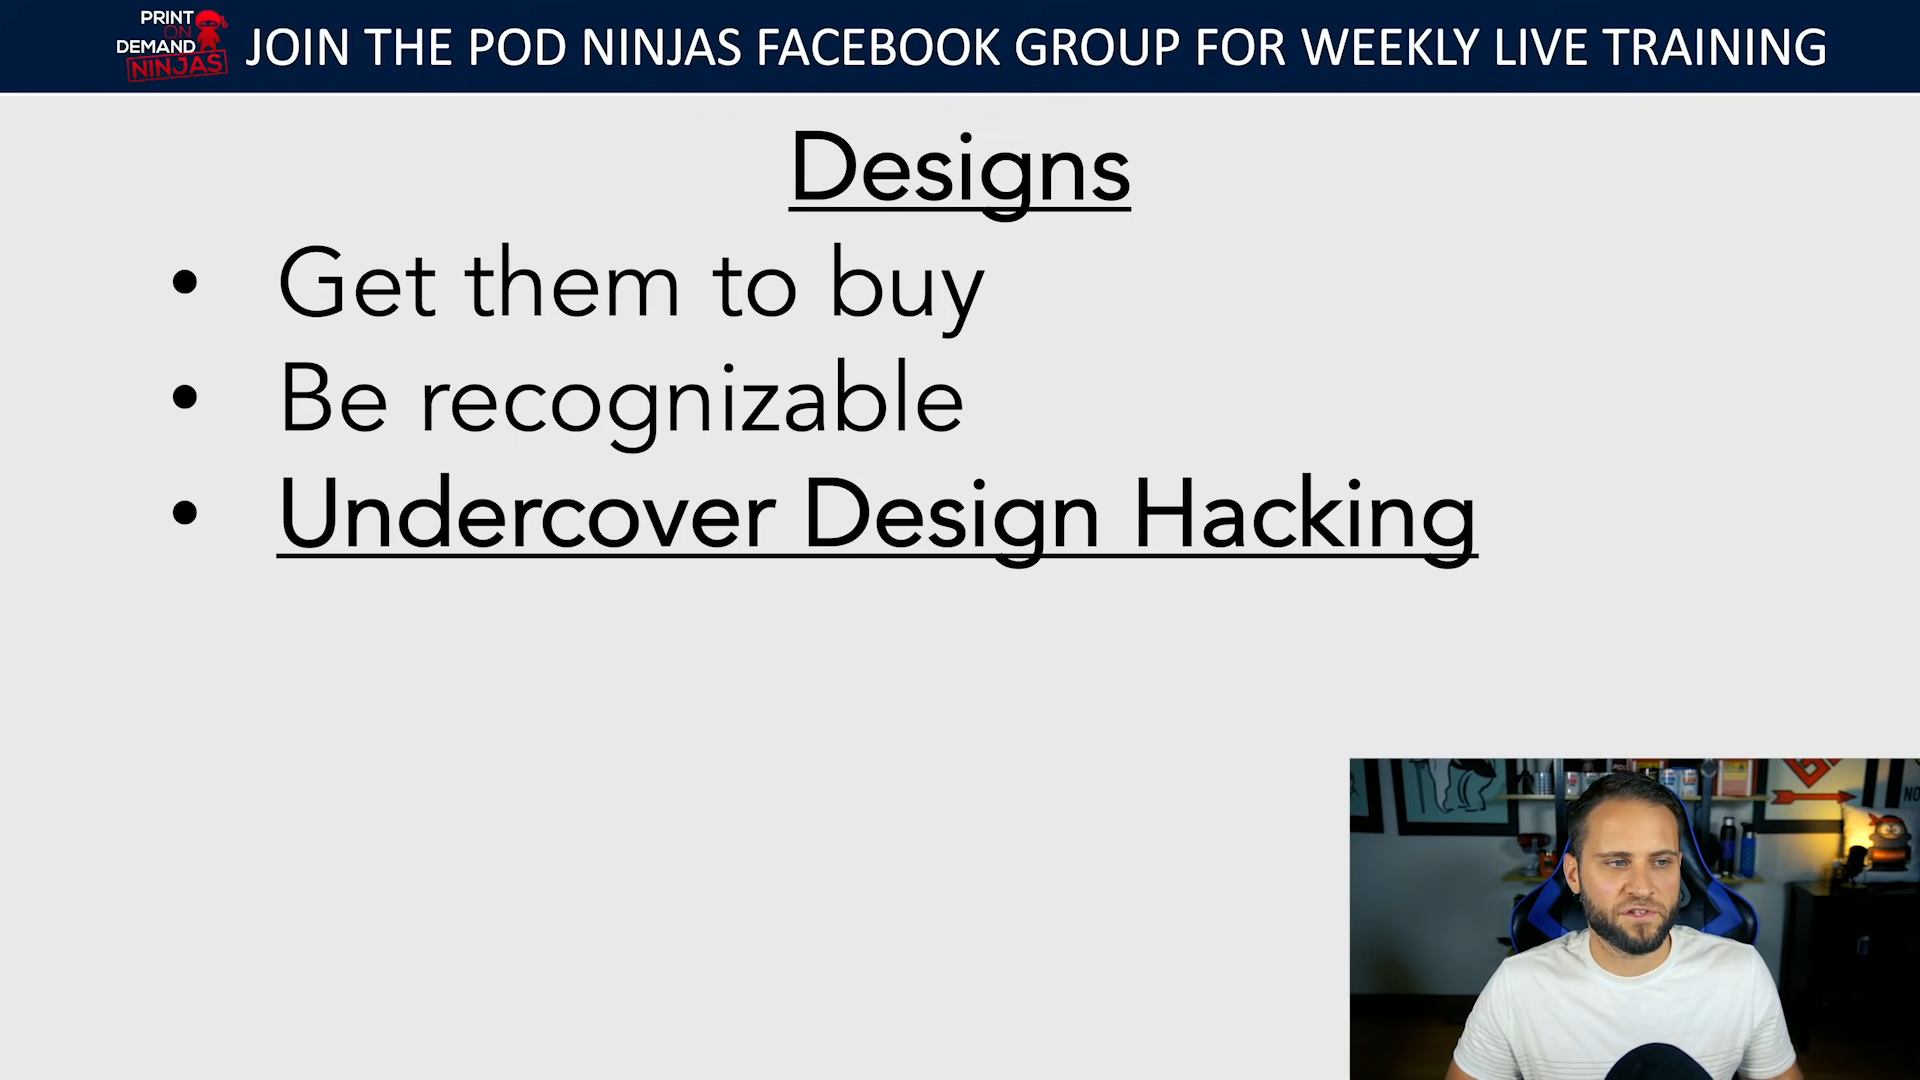 PRINT
ON
DEMAND
NINJAS
JOIN THE POD NINJAS FACEBOOK GROUP FOR WEEKLY LIVE TRAINING
Designs
• Get them to buy
• Be recognizable
• Undercover Design Hacking
NO